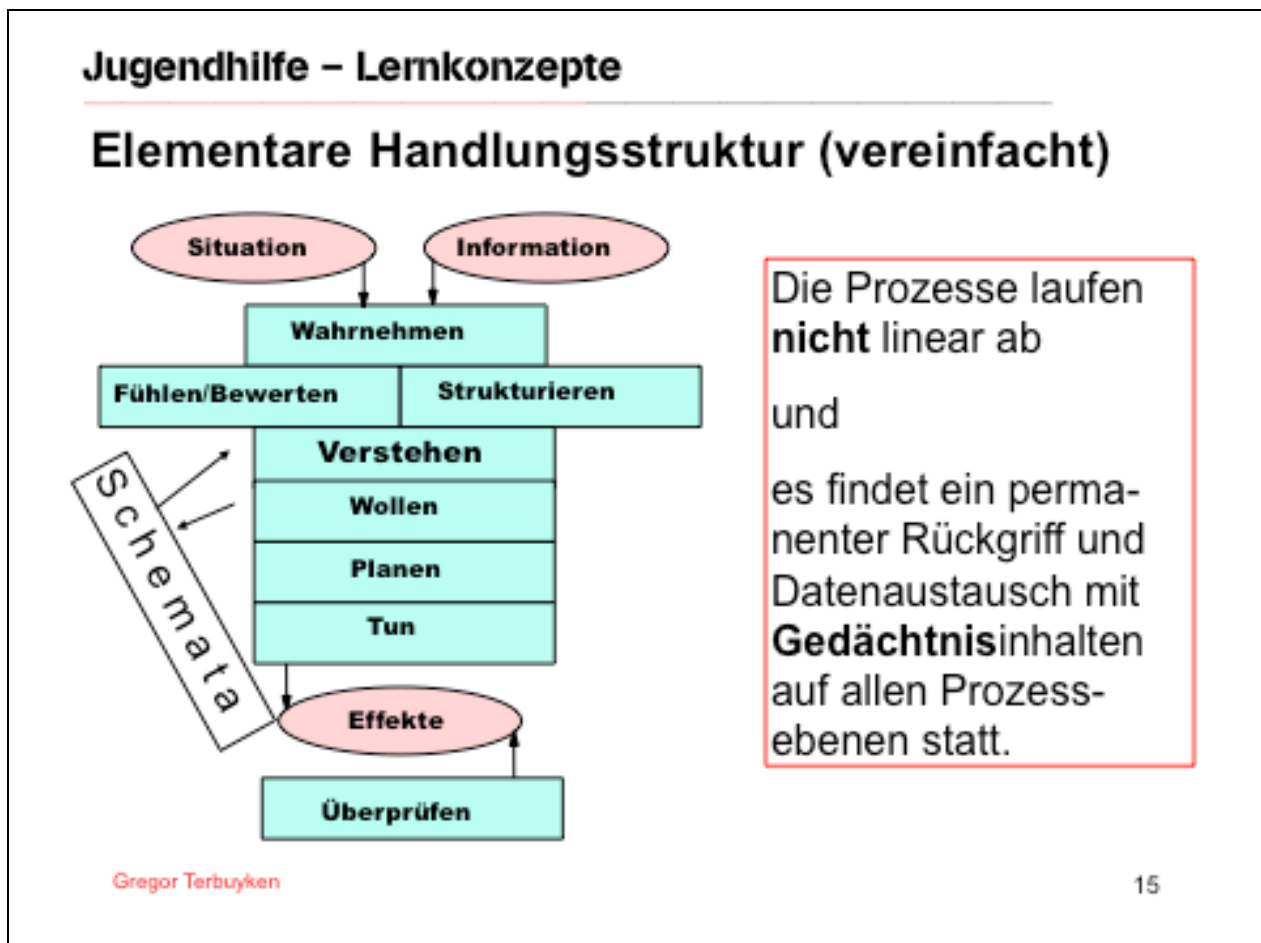 Jugendhilfe – Lernkonzepte
Elementare Handlungsstruktur (vereinfacht)
Situation
Information
Wahrnehmen
Fühlen/Bewerten
Strukturieren
Verstehen
Wollen
Planen
Tun
Schemata
Effekte
Überprüfen
Die Prozesse laufen
nicht linear ab
und
es findet ein perma-
nenter Rückgriff und
Datenaustausch mit
Gedächtnisinhalten
auf allen Prozess-
ebenen statt.
Gregor Terbuyken
15